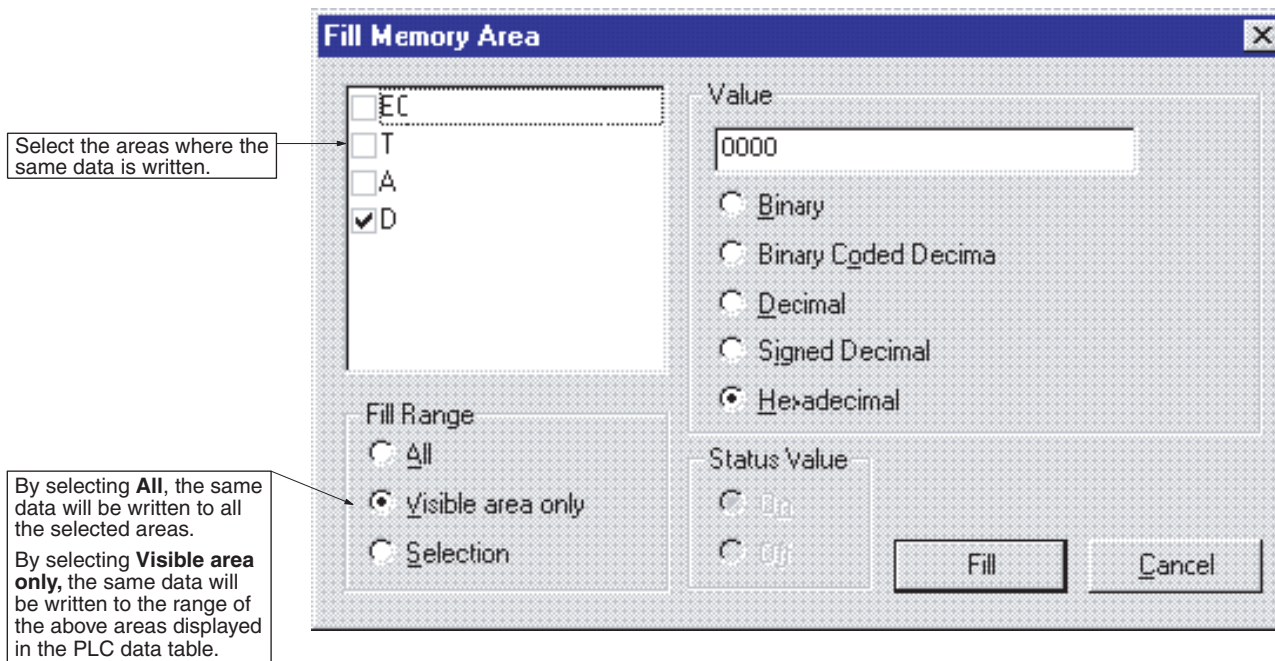 Fill Memory Area
EC
T
A
D
Select the areas where the
same data is written.
Value
0000
Binary
Binary Coded Decima
Decimal
Signed Decimal
Hexadecimal
Fill Range
All
Visible area only
Selection
By selecting All, the same
data will be written to all
the selected areas.
By selecting Visible area
only, the same data will
be written to the range of
the above areas displayed
in the PLC data table.
Status Value
On
Off
Fill
Cancel